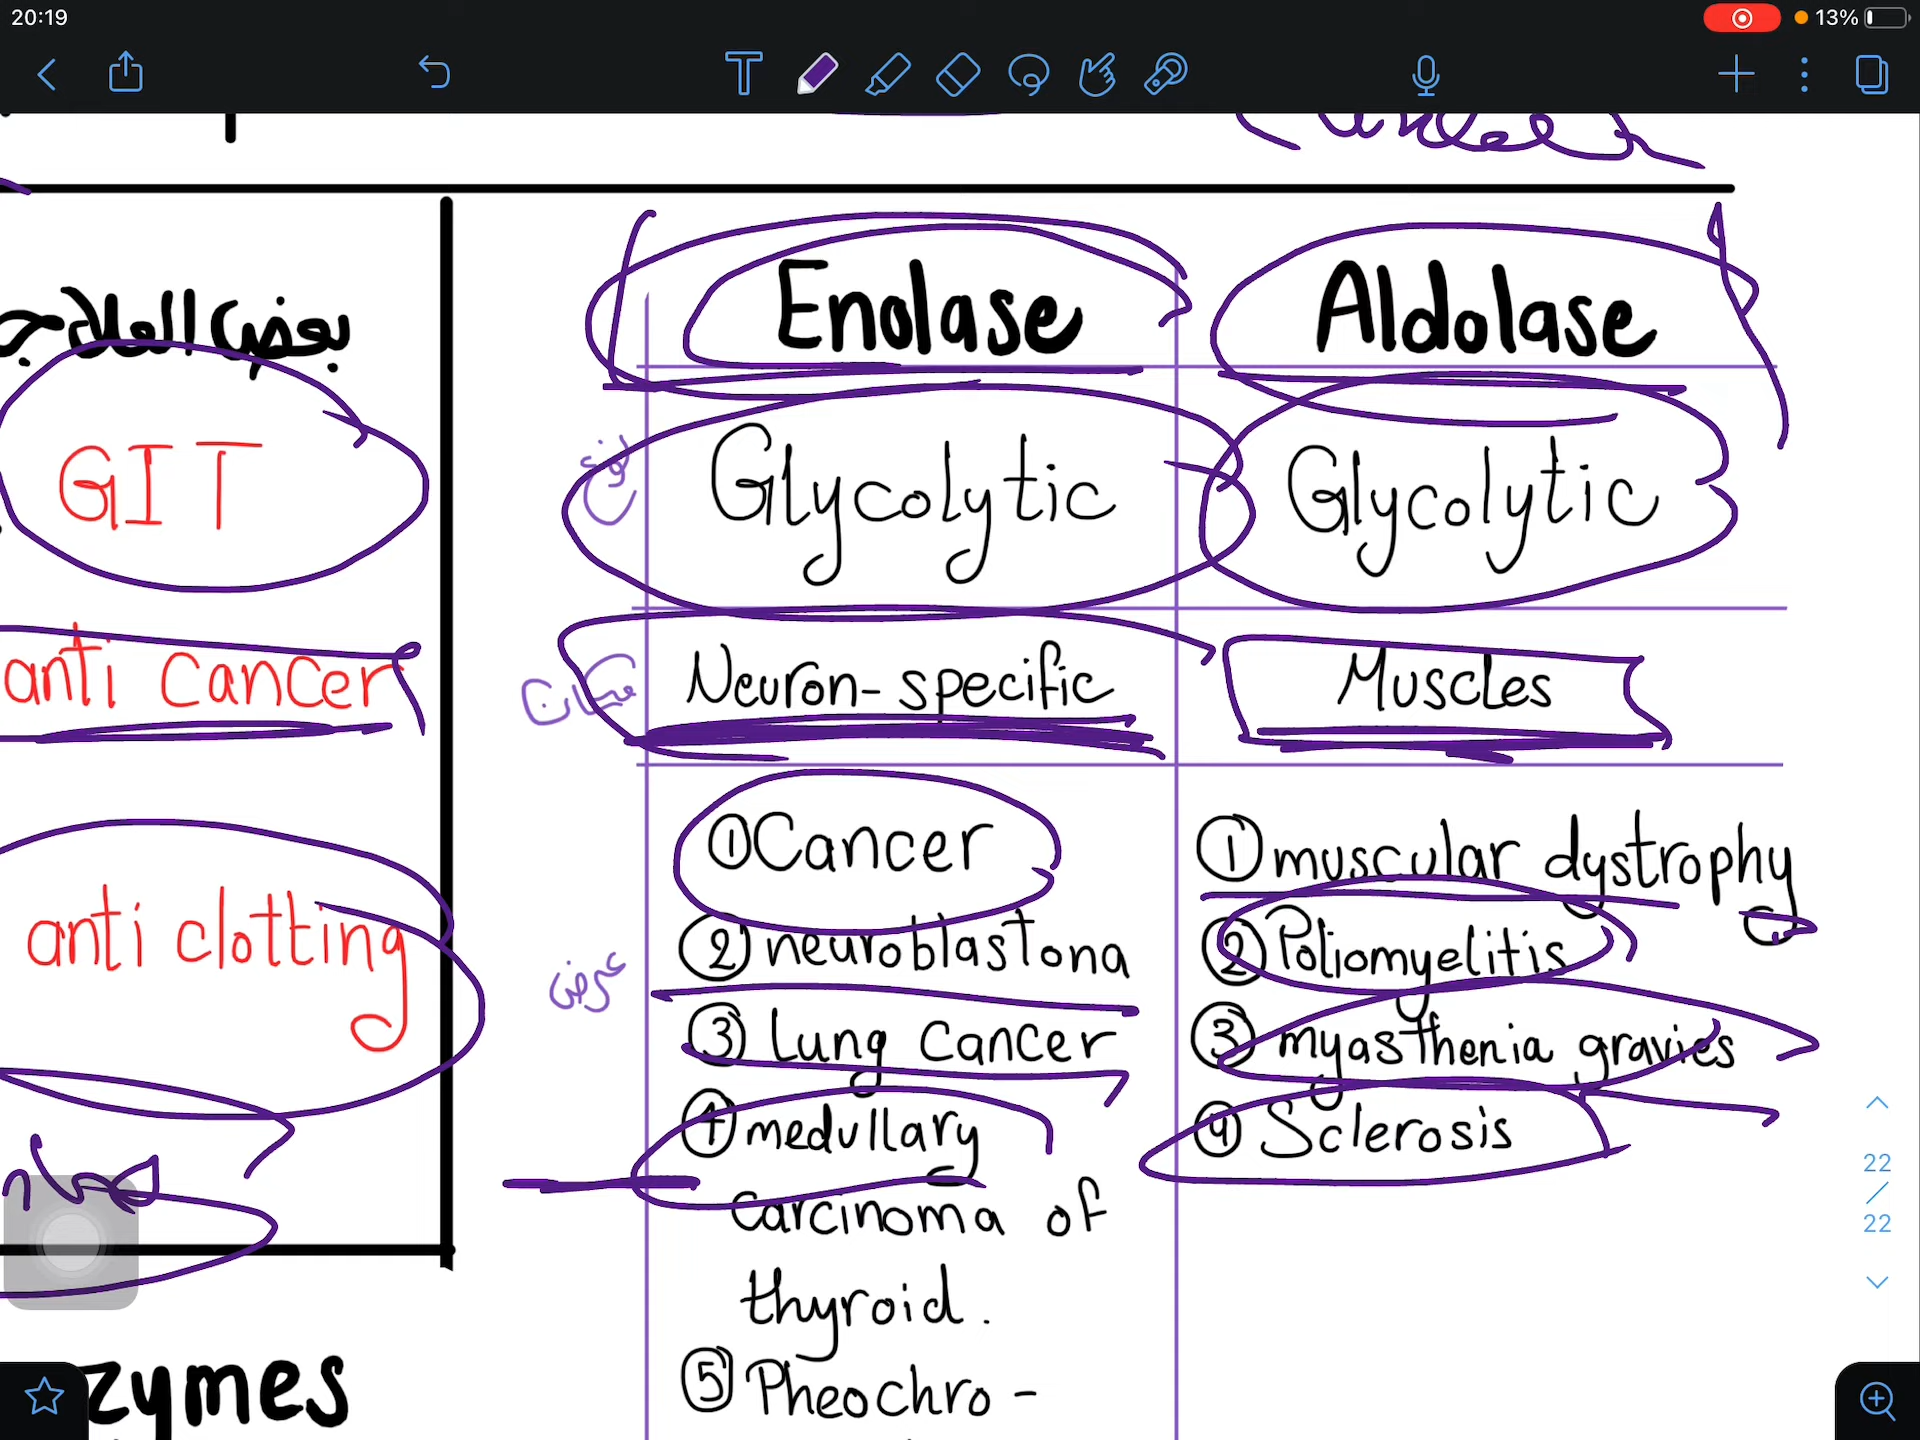 20:19
13%
بعض العلاج
GIT
anti cancer
anti clotting
zymes
Enolase Aldolase
Glycolytic Glycolytic
Neuron-specific Muscles
① Cancer
② neuroblastona
③ Lung Cancer
④ medullary
Carcinoma of
thyroid.
⑤ Pheochro-
① muscular dystrophy
② Poliomyelitis
③ myasthenia gravies
④ Sclerosis
22
/
22